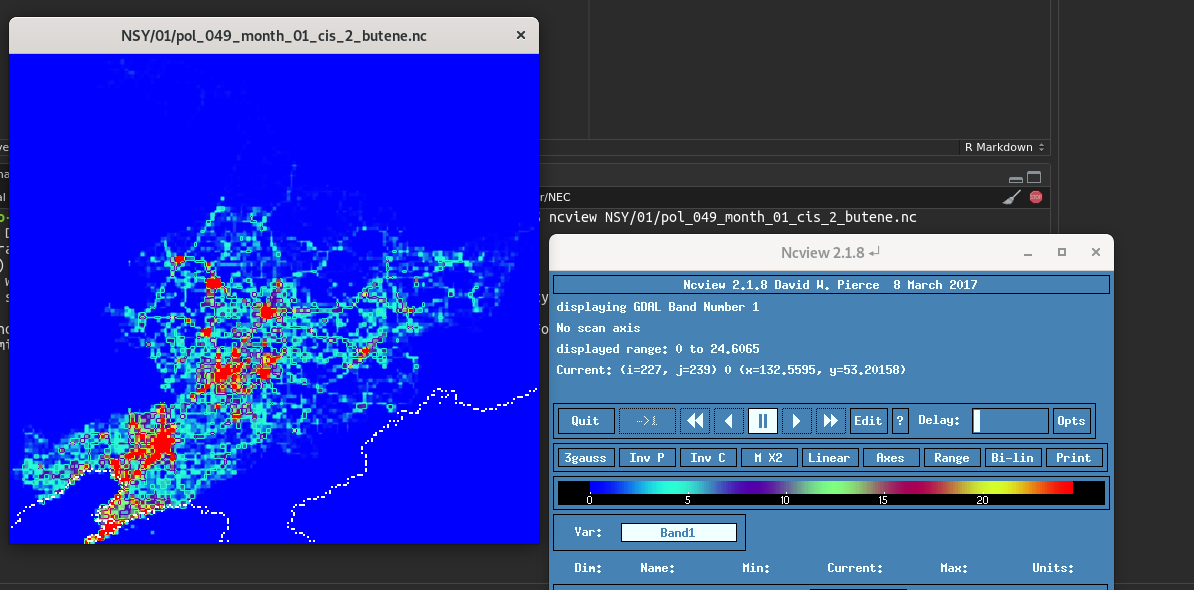 NSY/01/pol_049_month_01_cis_2_butene.nc
R Markdown
r/NEC
ncview NSY/01/pol_049_month_01_cis_2_butene.nc
Ncview 2.1.8
Ncview 2.1.8 David W. Pierce 8 March 2017
displaying GDAL Band Number 1
No scan axis
displayed range: 0 to 24.6065
Current: (i=227, j=239) 0 (x=132.5595, y=53.20158)
Quit ->1 Edit ? Delay: Opts
3gauss Inv P Inv C M X2 Linear Axes Range Bi-lin Print
0 5 10 15 20
Var: Band1
Dim: Name: Min: Current: Max: Units: